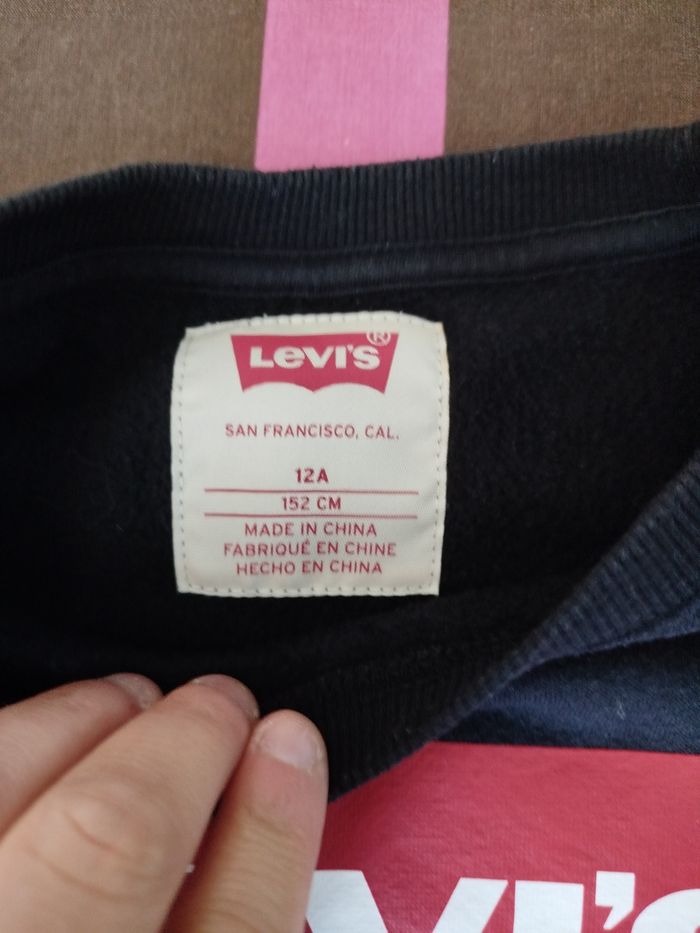 LEVI'S®
SAN FRANCISCO, CAL.
12A
152 CM
MADE IN CHINA
FABRIQUÉ EN CHINE
HECHO EN CHINA